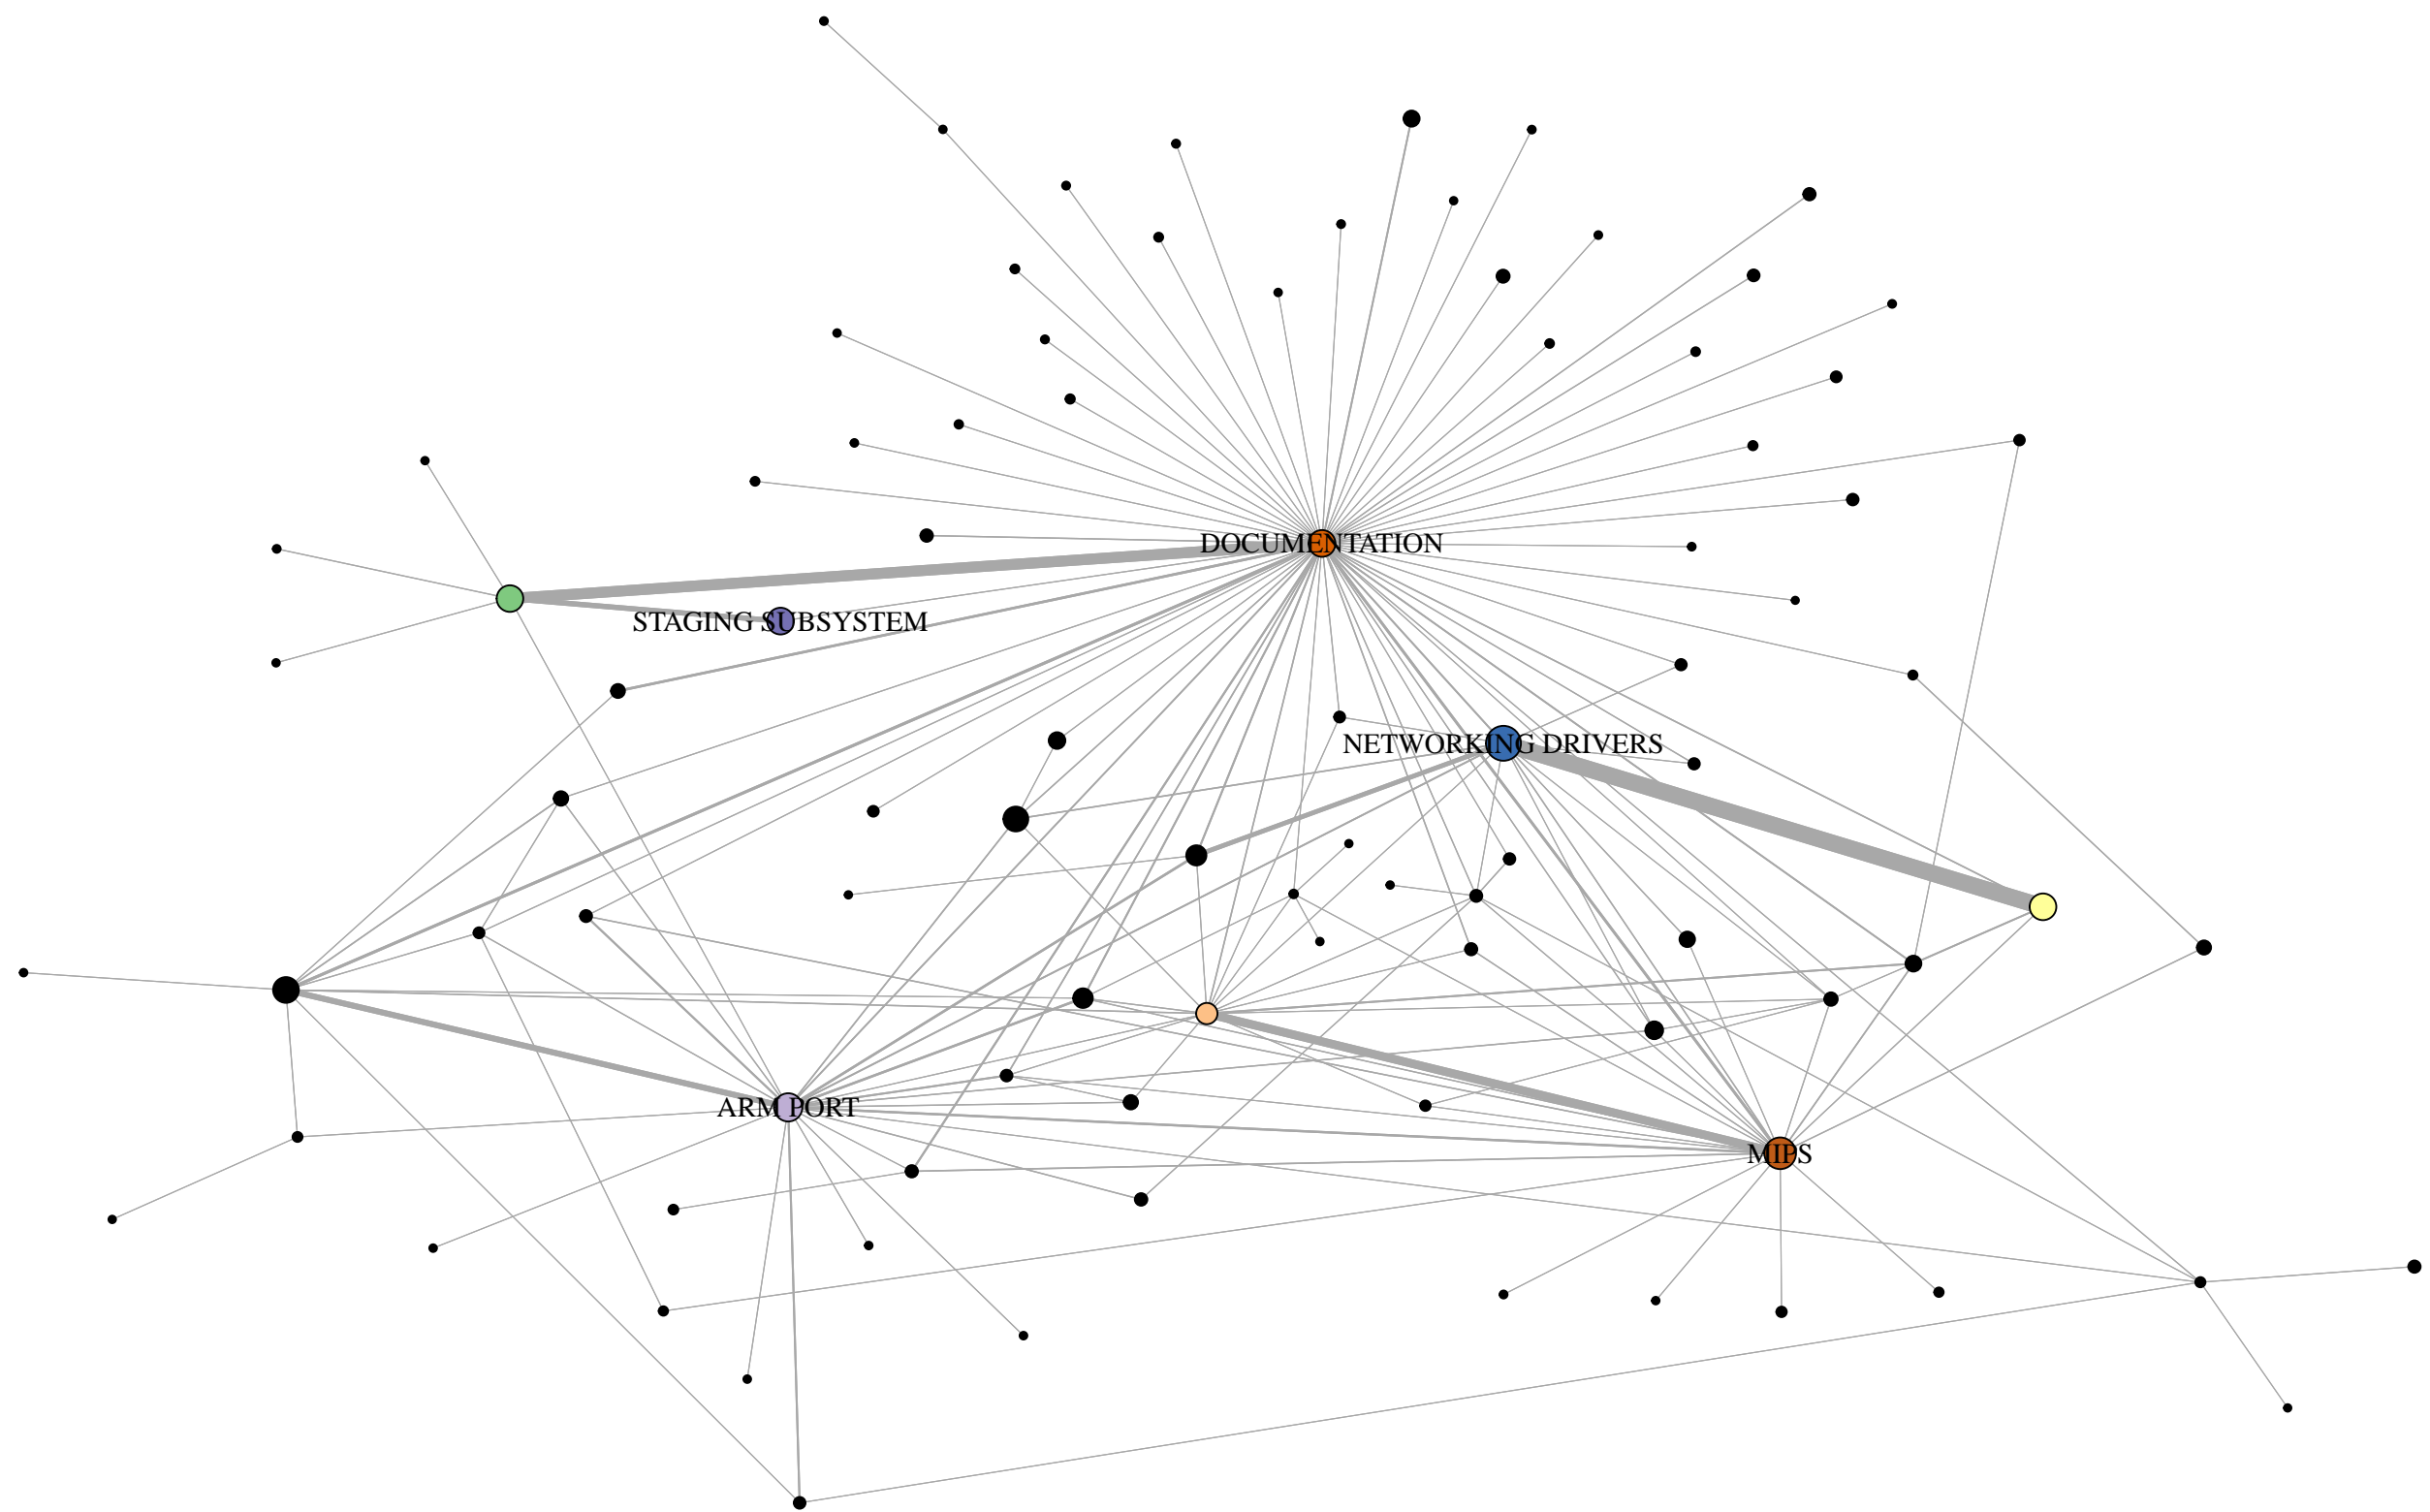 DOCUMENTATION
STAGING SUBSYSTEM
NETWORKING DRIVERS
ARM PORT
MIPS